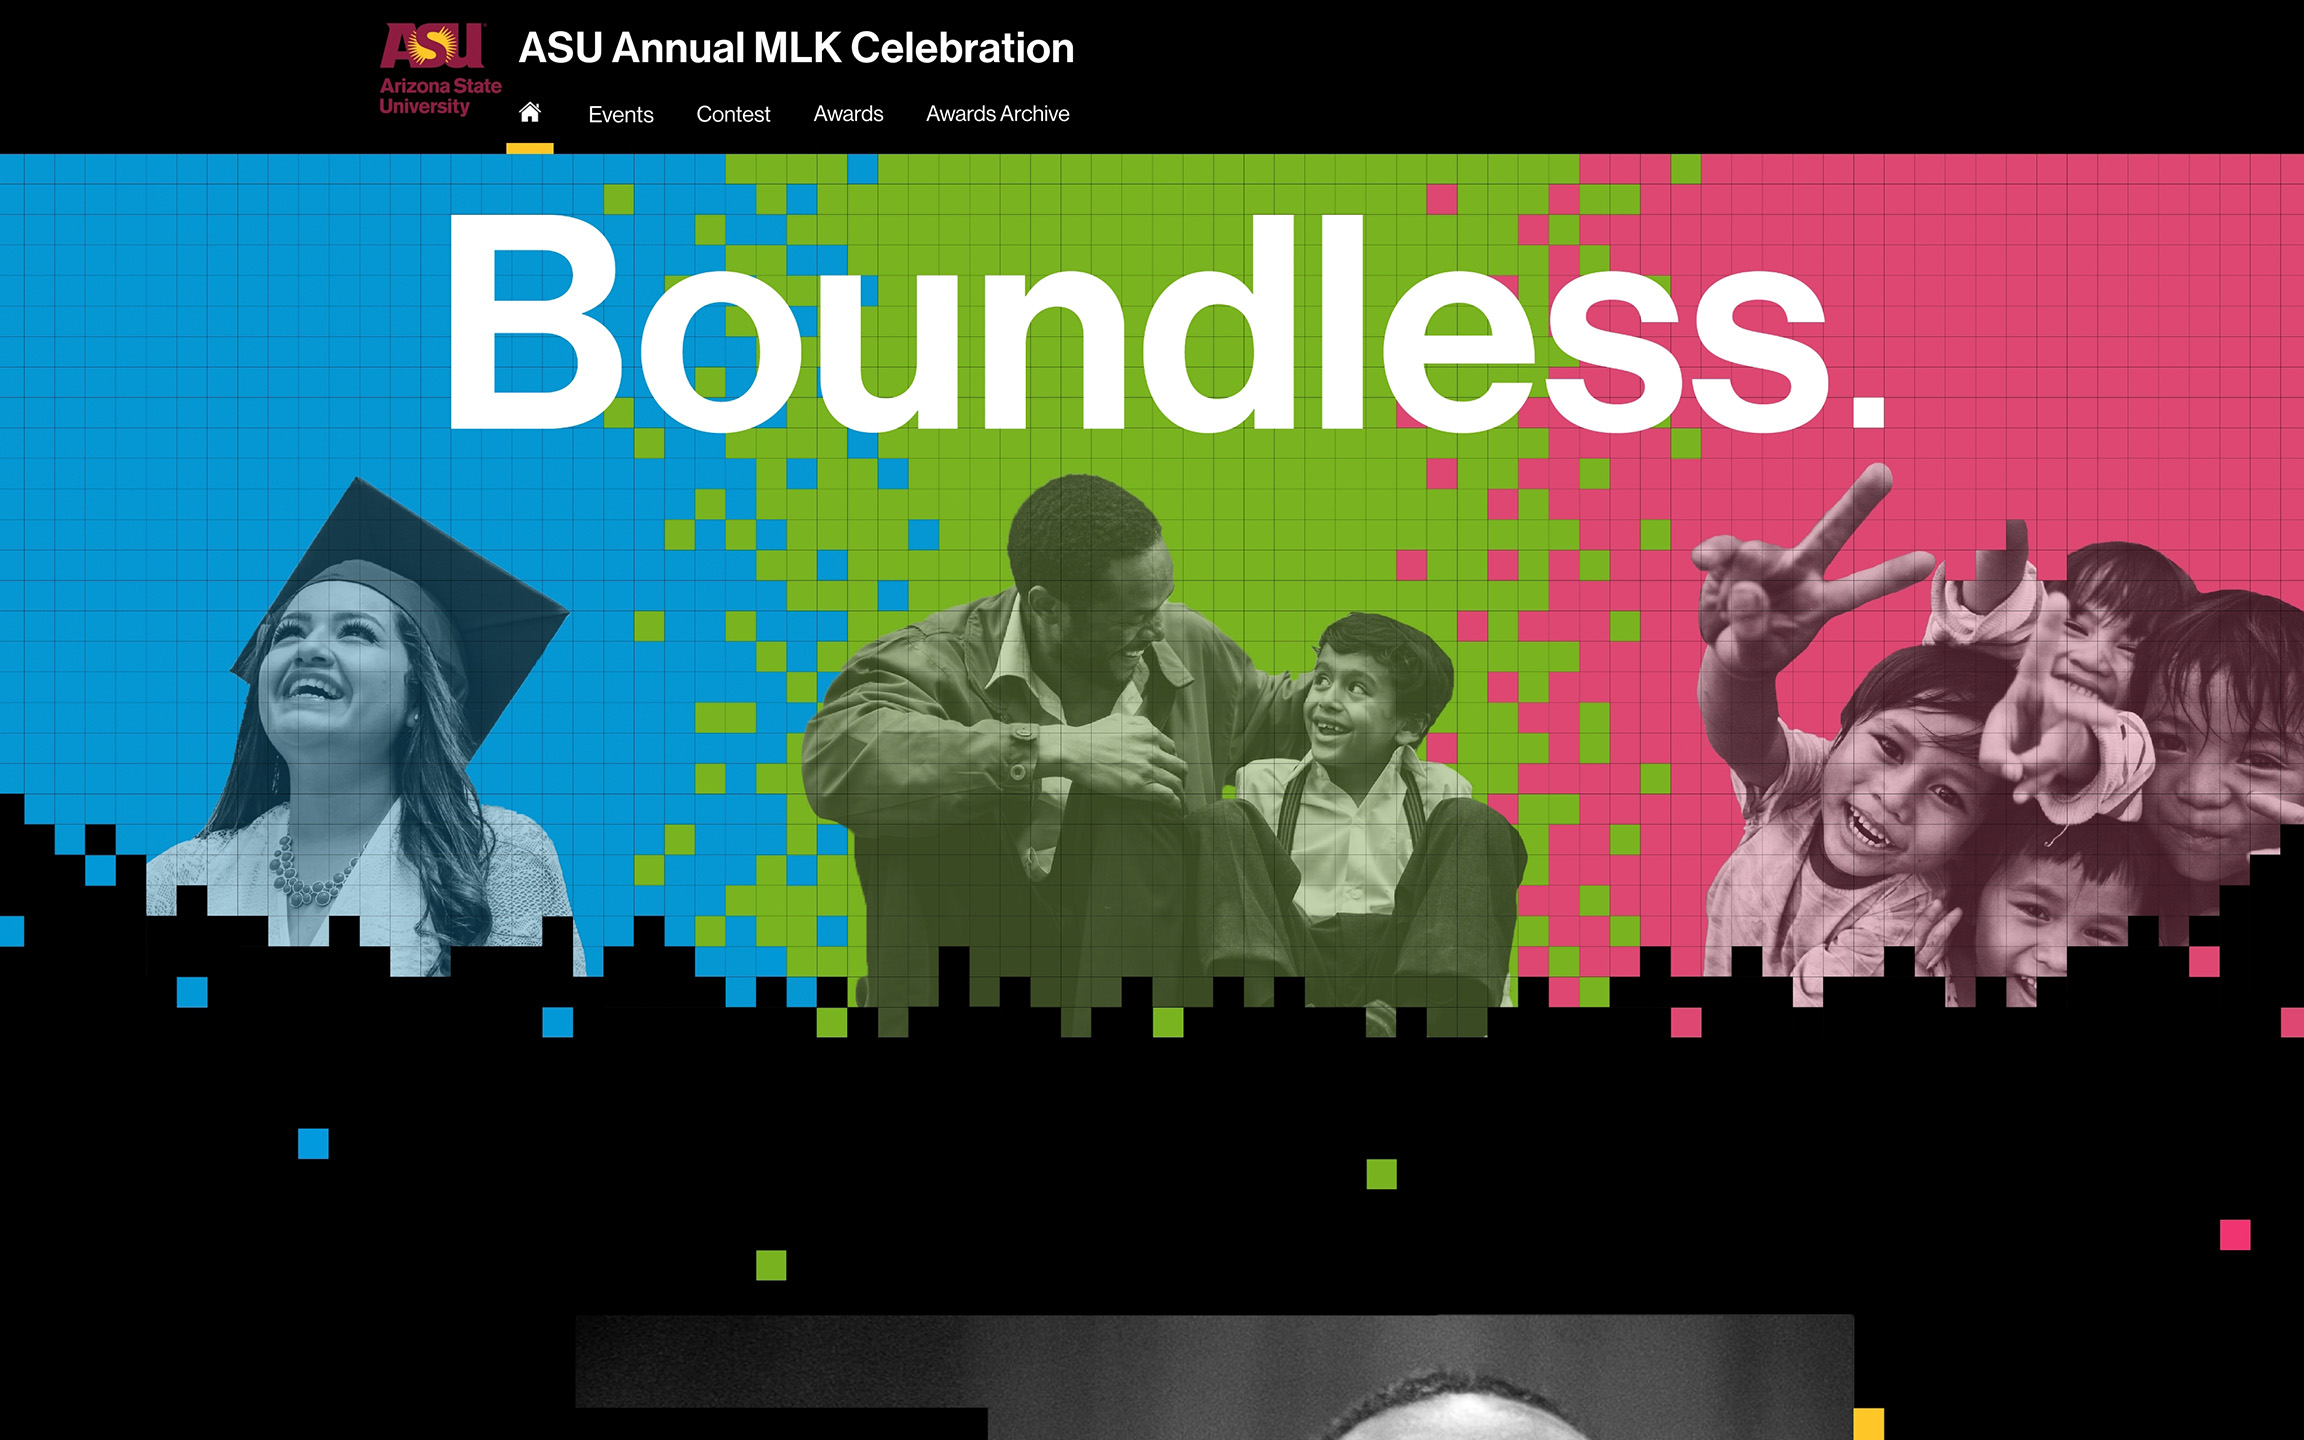 ASU
Arizona State
University
ASU Annual MLK Celebration
Events Contest Awards Awards Archive
Boundless.